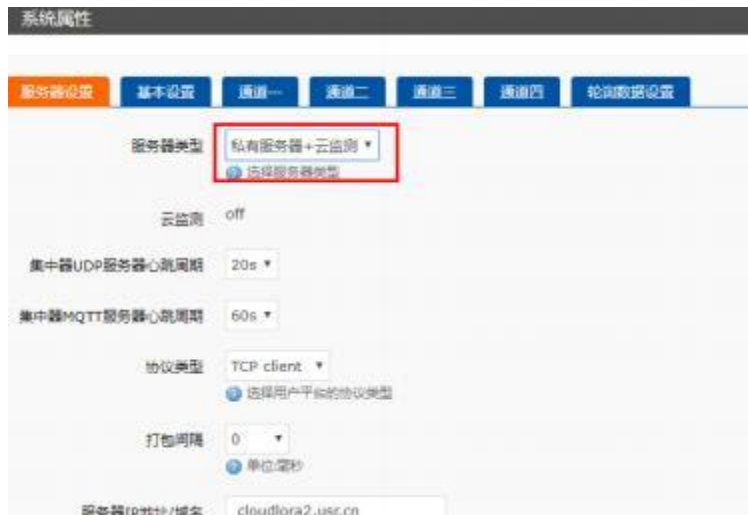 系统属性
服务器设置 基本设置 通道一 通道二 通道三 通道四 轮询数据设置
服务器类型 私有服务器+云监测
选择服务器类型
云监测 off
集中器UDP服务器心跳周期 20s
集中器MQTT服务器心跳周期 60s
协议类型 TCP client
选择用户平台的协议类型
打包间隔 0
单位:毫秒
服务器IP地址/域名 cloudlora2.usr.cn